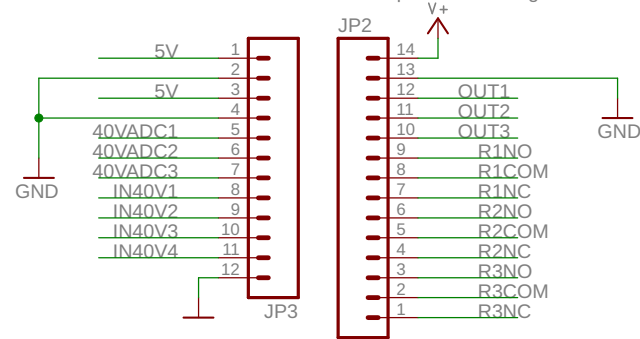 V+
JP2
5V 1
2
5V 3
4
40VADC1 5
40VADC2 6
40VADC3 7
IN40V1 8
IN40V2 9
IN40V3 10
IN40V4 11
12
GND
JP3
14
13
12 OUT1
11 OUT2
10 OUT3
9 R1NO
8 R1COM
7 R1NC
6 R2NO
5 R2COM
4 R2NC
3 R3NO
2 R3COM
1 R3NC
GND